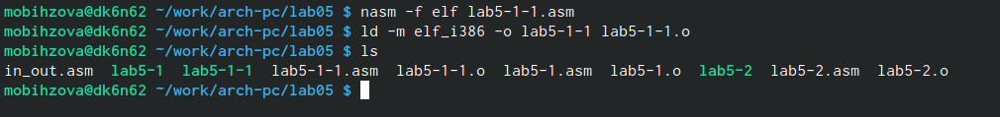 mobihzova@dk6n62 ~/work/arch-pc/lab05 $ nasm -f elf lab5-1-1.asm
mobihzova@dk6n62 ~/work/arch-pc/lab05 $ ld -m elf_i386 -o lab5-1-1 lab5-1-1.o
mobihzova@dk6n62 ~/work/arch-pc/lab05 $ ls
in_out.asm lab5-1 lab5-1-1 lab5-1-1.asm lab5-1-1.o lab5-1.asm lab5-1.o lab5-2 lab5-2.asm lab5-2.o
mobihzova@dk6n62 ~/work/arch-pc/lab05 $